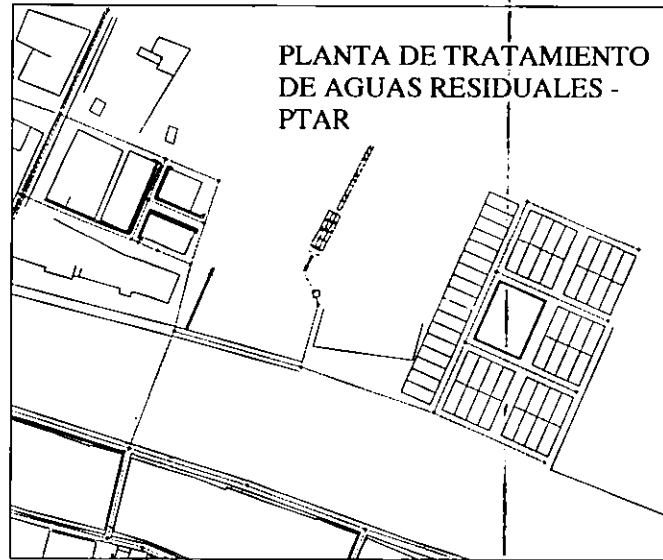 PLANTA DE TRATAMIENTO
DE AGUAS RESIDUALES -
PTAR